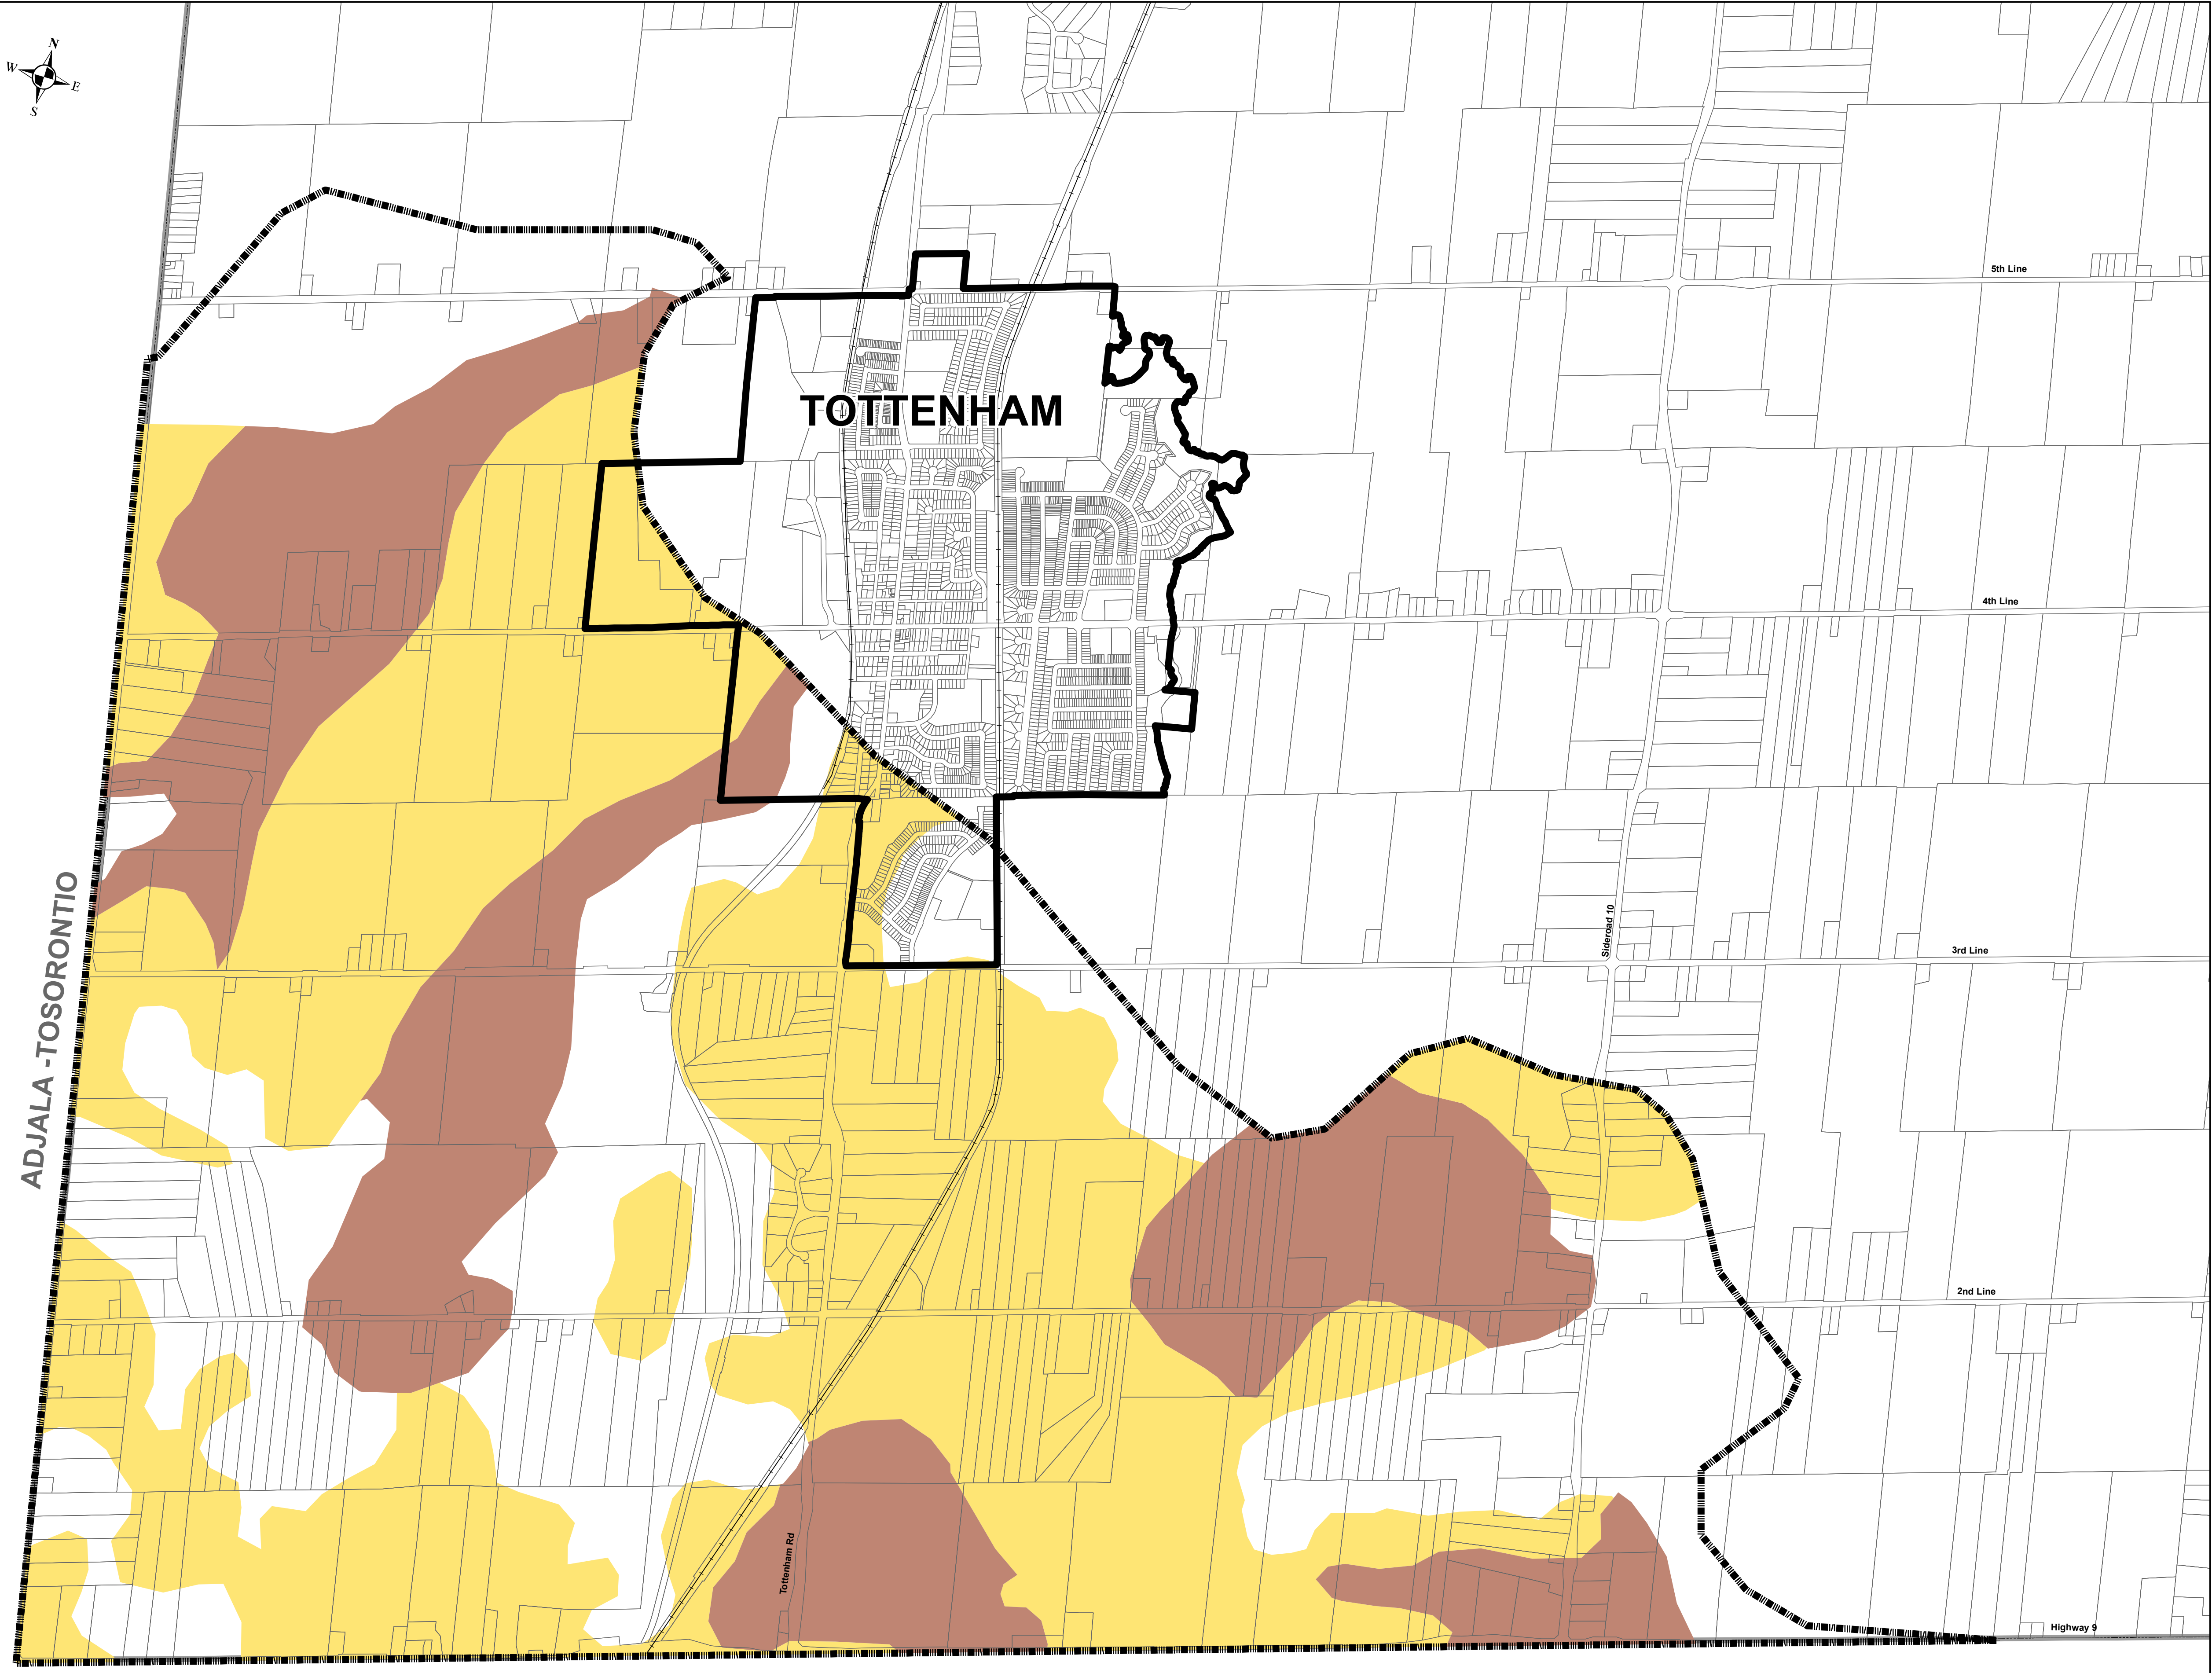 N
W
E
S
5th Line
TOTTENHAM
4th Line
ADJALA -TOSORONTIO
Sideroad 10
3rd Line
2nd Line
Tottenham Rd
Highway 9